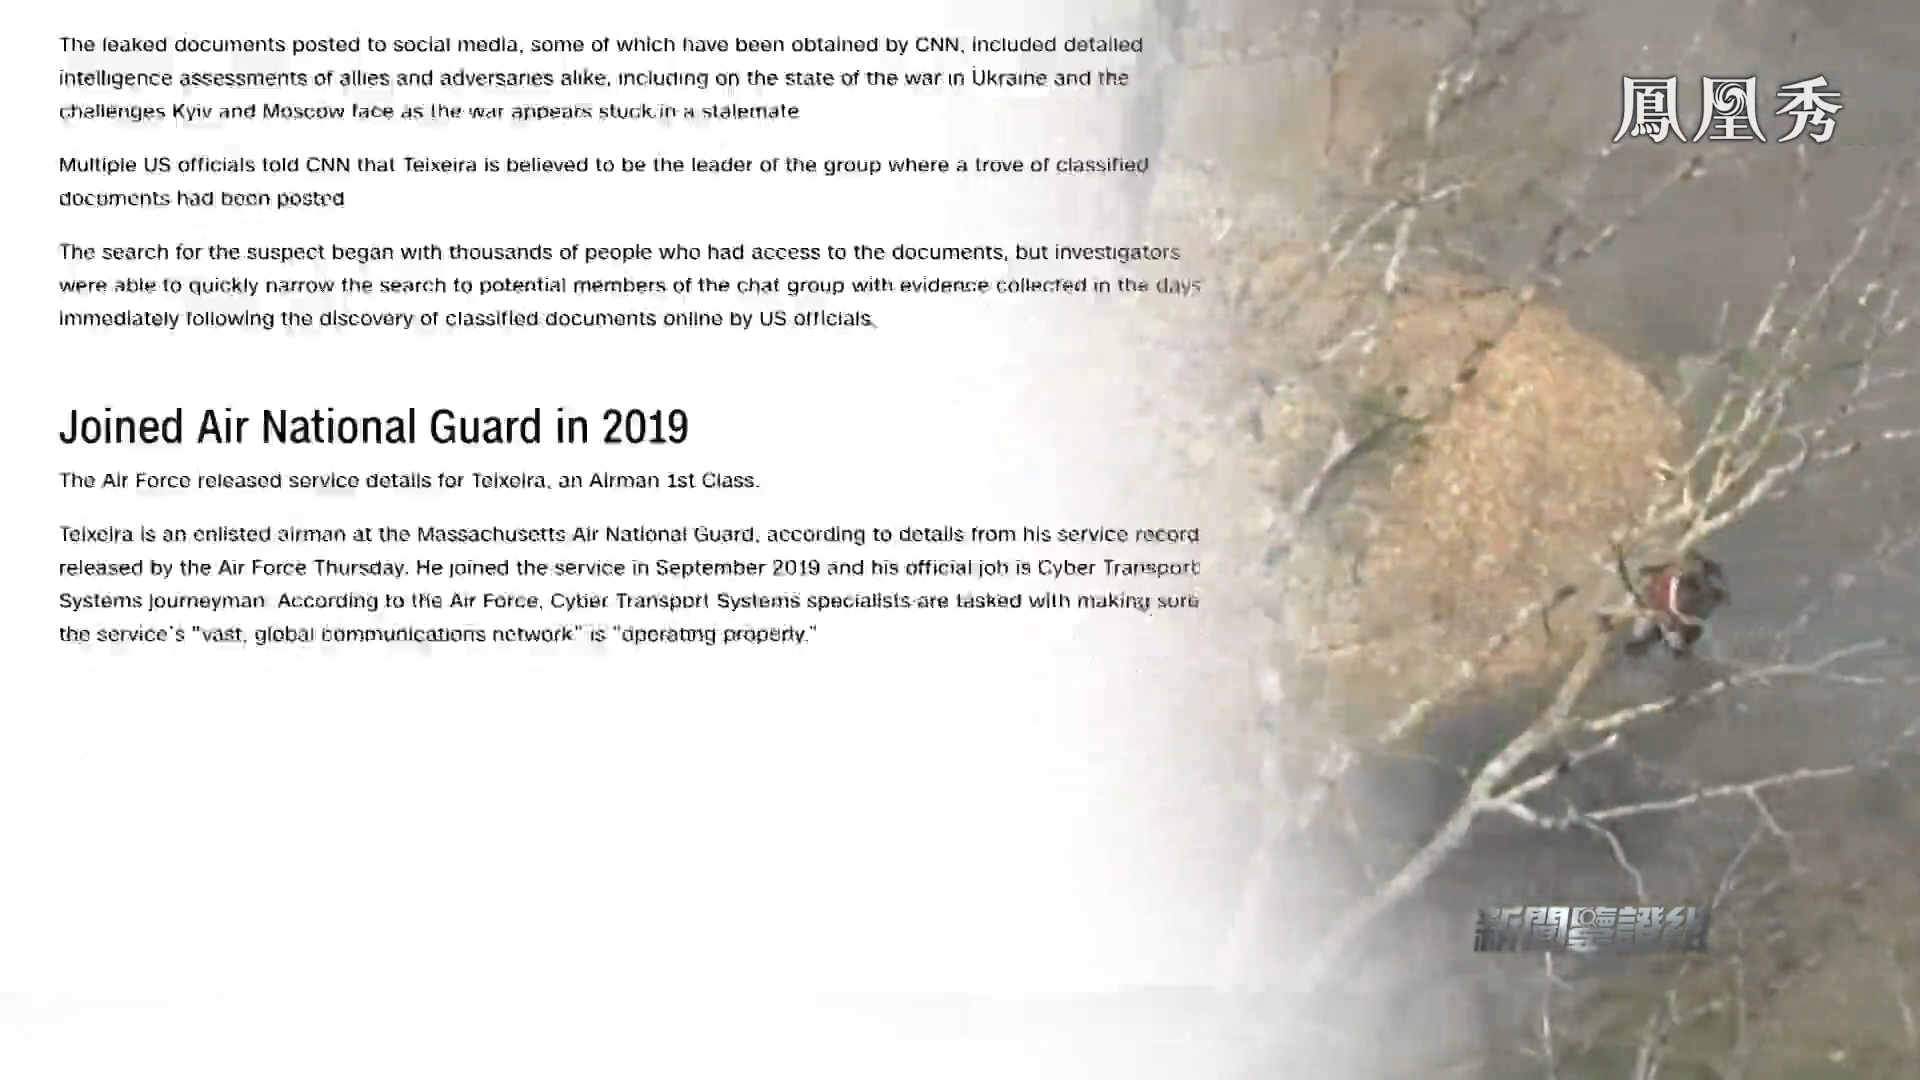 The leaked documents posted to social media, some of which have been obtained by CNN, included detailed
intelligence assessments of allies and adversaries alike, including on the state of the war in Ukraine and the
challenges Kyiv and Moscow face as the war appears stuck in a stalemate
Multiple US officials told CNN that Teixeira is believed to be the leader of the group where a trove of classified
documents had been posted
The search for the suspect began with thousands of people who had access to the documents, but investigators
were able to quickly narrow the search to potential members of the chat group with evidence collected in the days
immediately following the discovery of classified documents online by US officials.
Joined Air National Guard in 2019
The Air Force released service details for Teixeira, an Airman 1st Class.
Teixeira is an enlisted airman at the Massachusetts Air National Guard, according to details from his service record
released by the Air Force Thursday. He joined the service in September 2019 and his official job is Cyber Transport
Systems Journeyman. According to the Air Force, Cyber Transport Systems specialists are tasked with making sure
the service's "vast, global communications network" is "operating properly."
鳳凰秀
新聞鑒證組